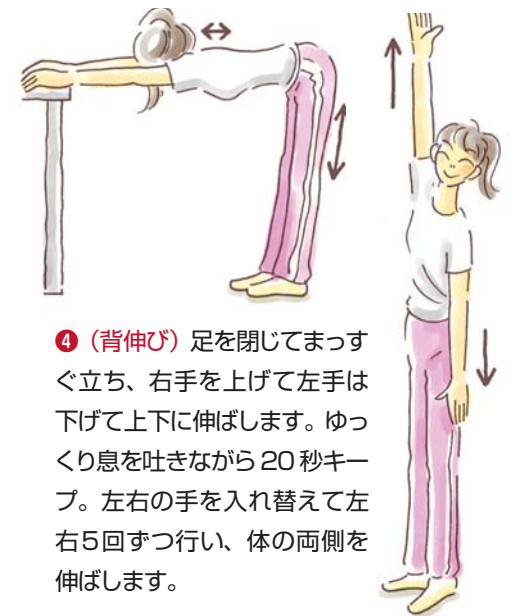 ❹（背伸び）足を閉じてまっす
ぐ立ち、右手を上げて左手は
下げて上下に伸ばします。ゆっ
くり息を吐きながら 20 秒キー
プ。左右の手を入れ替えて左
右5回ずつ行い、体の両側を
伸ばします。